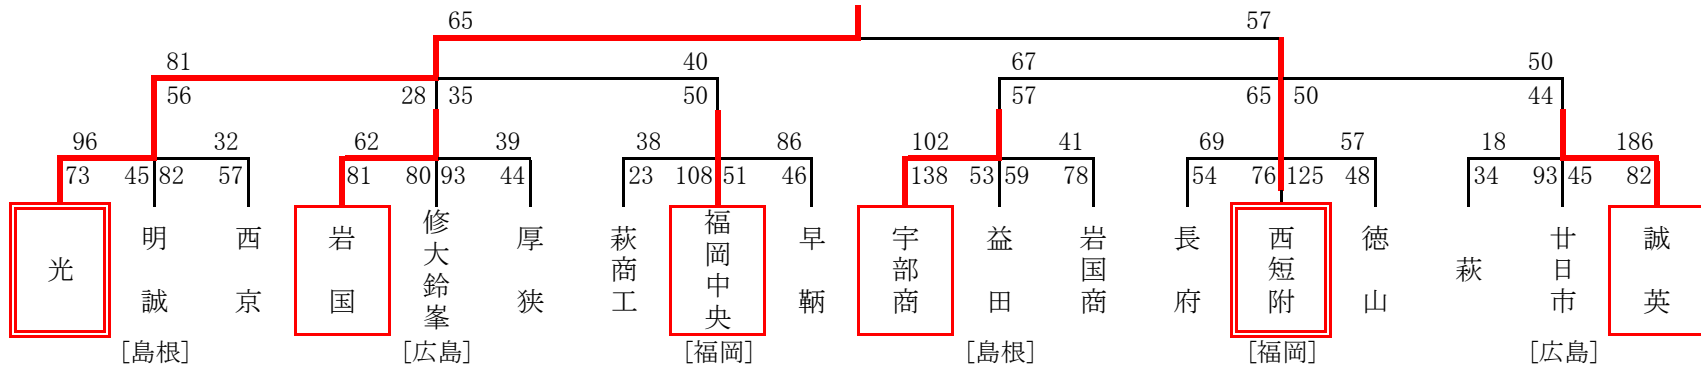 65 57
81 40 67 50
56 28 35 50 57 65 50 44
96 32 62 39 38 86 102 41 69 57 18 186
73 45 82 57 81 80 93 44 23 108 51 46 138 53 59 78 54 76 125 48 34 93 45 82
光 明誠 西京 岩国 修大鈴峯 厚狭 萩商工 福岡中央 早鞆 宇部商 益田 岩国商 長府 西短附 徳山 萩 廿日市 誠英
[島根] [広島] [福岡] [島根] [福岡] [広島]